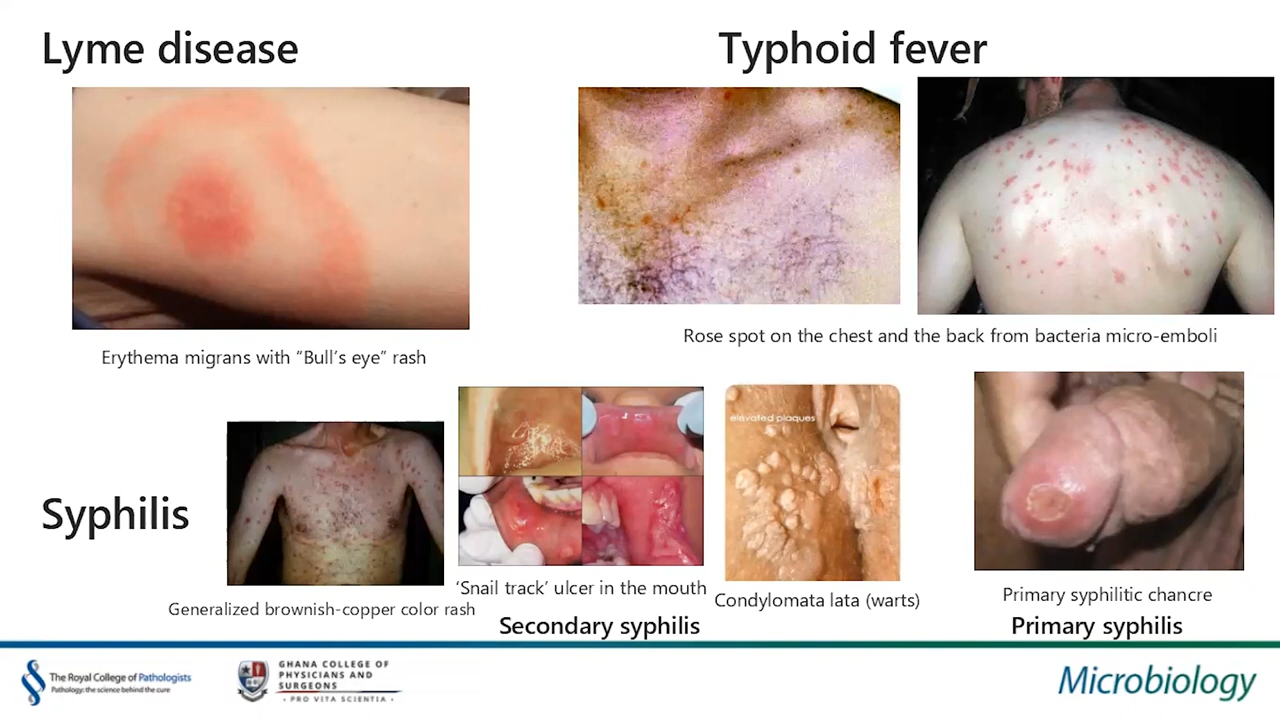 Lyme disease
Typhoid fever
Erythema migrans with “Bull’s eye” rash
Rose spot on the chest and the back from bacteria micro-emboli
elevated plaques
Syphilis
Generalized brownish-copper color rash
‘Snail track’ ulcer in the mouth
Condylomata lata (warts)
Primary syphilitic chancre
Secondary syphilis
Primary syphilis
The Royal College of Pathologists
Pathology: the science behind the cure
GHANA COLLEGE OF
PHYSICIANS AND
SURGEONS
• PRO VITA SCIENTIA •
Microbiology